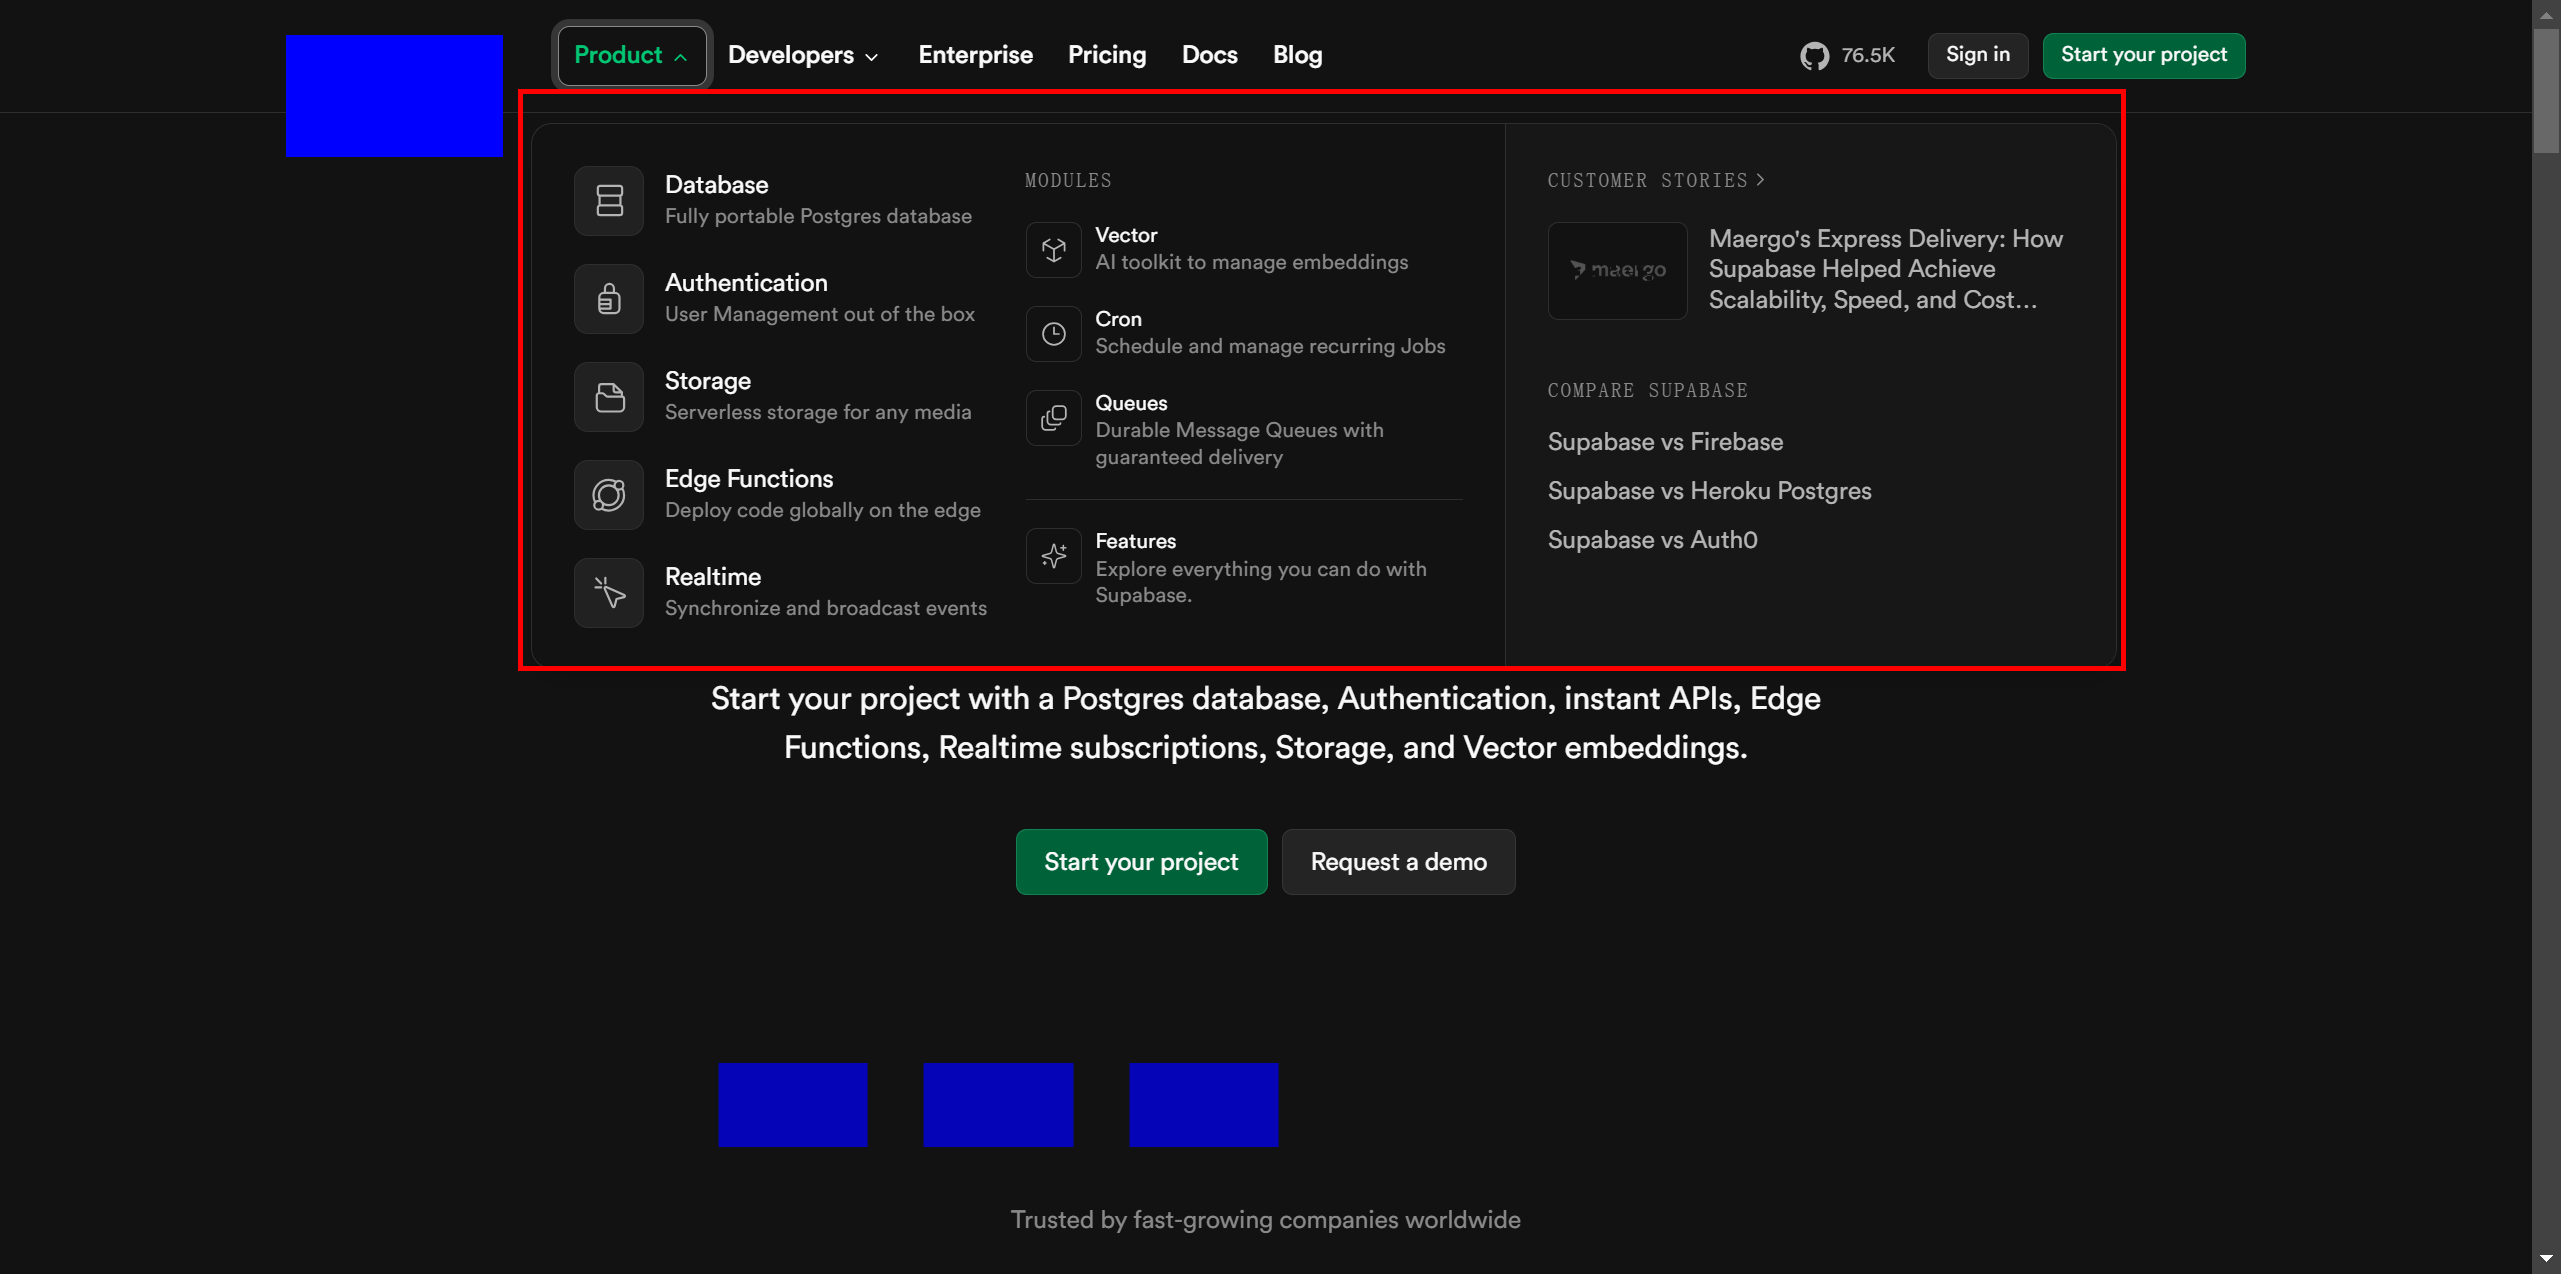 Product
Developers
Enterprise
Pricing
Docs
Blog
76.5K
Sign in
Start your project
Database
Fully portable Postgres database
Authentication
User Management out of the box
Storage
Serverless storage for any media
Edge Functions
Deploy code globally on the edge
Realtime
Synchronize and broadcast events
MODULES
Vector
AI toolkit to manage embeddings
Cron
Schedule and manage recurring Jobs
Queues
Durable Message Queues with
guaranteed delivery
Features
Explore everything you can do with
Supabase.
CUSTOMER STORIES
maergo
Maergo's Express Delivery: How
Supabase Helped Achieve
Scalability, Speed, and Cost...
COMPARE SUPABASE
Supabase vs Firebase
Supabase vs Heroku Postgres
Supabase vs Auth0
Start your project with a Postgres database, Authentication, instant APIs, Edge
Functions, Realtime subscriptions, Storage, and Vector embeddings.
Start your project
Request a demo
Trusted by fast-growing companies worldwide